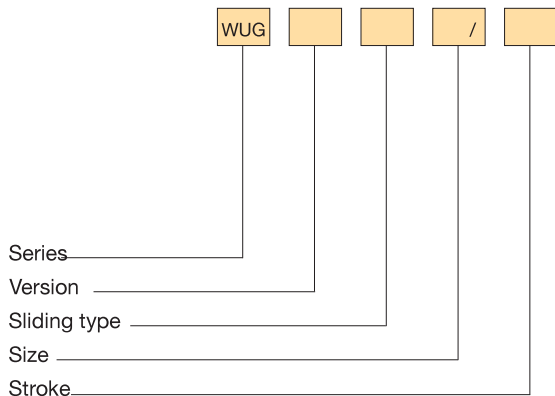 WUG /
Series
Version
Sliding type
Size
Stroke